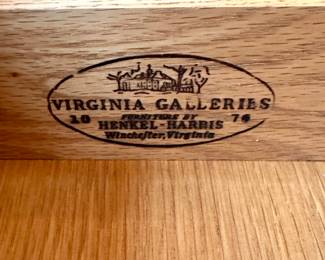 VIRGINIA GALLERIES
10 FURNITURE BY 74
HENKEL-HARRIS
Winchester, Virginia